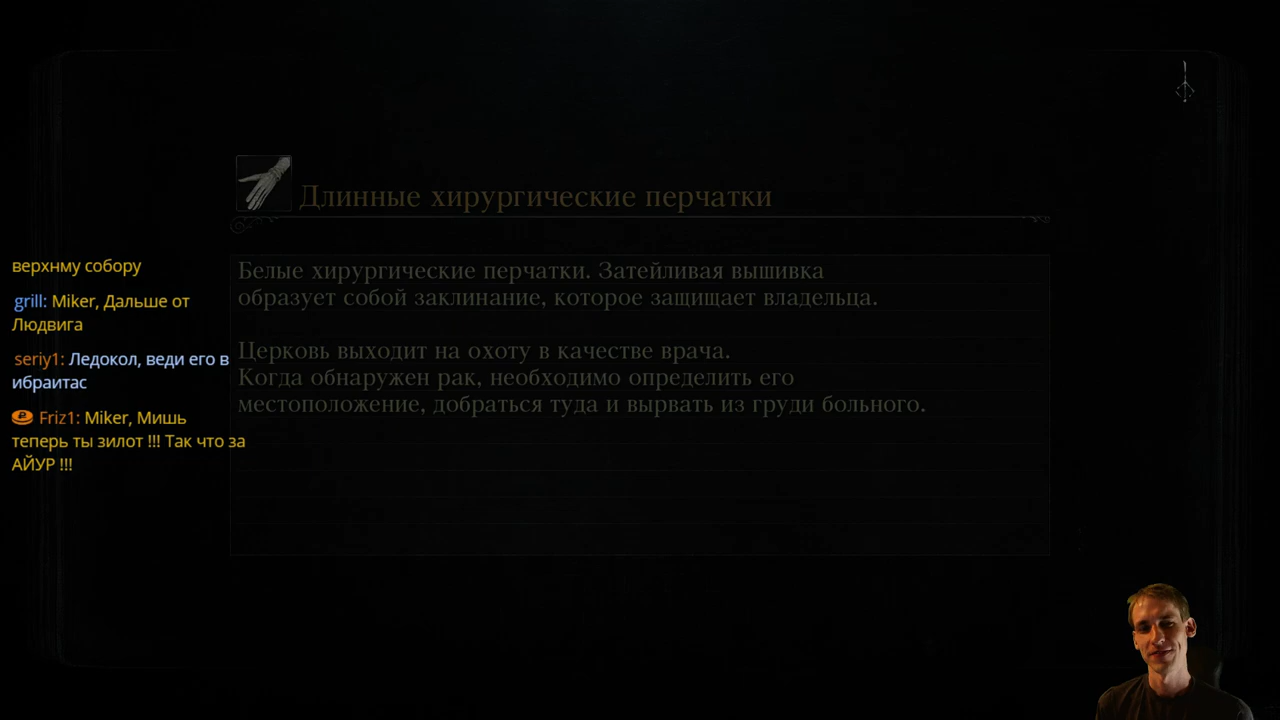 Длинные хирургические перчатки
Белые хирургические перчатки. Затейливая вышивка
образует собой заклинание, которое защищает владельца.
Церковь выходит на охоту в качестве врача.
Когда обнаружен рак, необходимо определить его
местоположение, добраться туда и вырвать из груди больного.
верхнму собору
grill: Miker, Дальше от
Людвига
seriy1: Ледокол, веди его в
ибраитас
Friz1: Miker, Мишь
теперь ты зилот !!! Так что за
АЙУР !!!